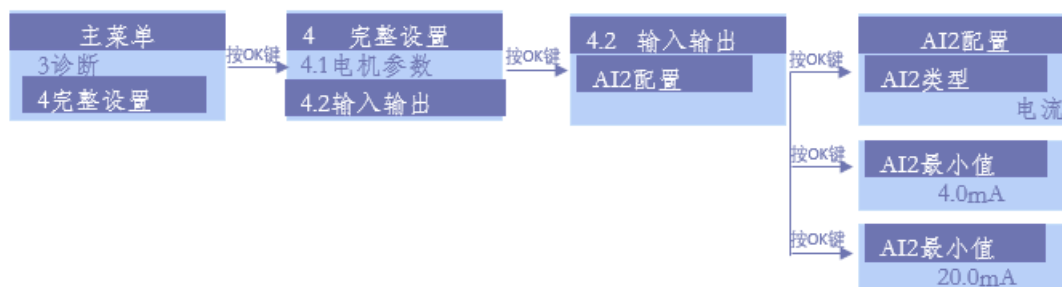 主菜单
3诊断
4完整设置
按OK键
4 完整设置
4.1电机参数
4.2输入输出
按OK键
4.2 输入输出
AI2配置
按OK键
AI2配置
AI2类型
电流
按OK键
AI2最小值
4.0mA
按OK键
AI2最小值
20.0mA